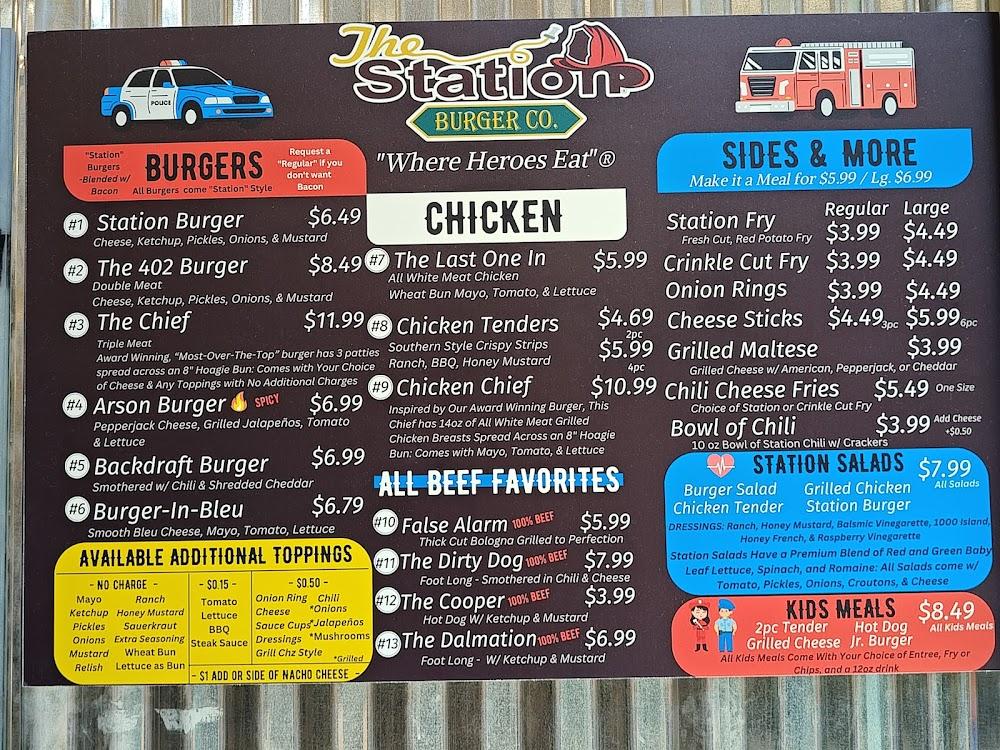 The
Station
BURGER CO.
"Where Heroes Eat"®
POLICE
"Station"
Burgers
-Blended w/
Bacon
BURGERS
All Burgers come "Station" Style
Request a
"Regular" if you
don't want
Bacon
#1 Station Burger $6.49
Cheese, Ketchup, Pickles, Onions, & Mustard
#2 The 402 Burger $8.49
Double Meat
Cheese, Ketchup, Pickles, Onions, & Mustard
#3 The Chief $11.99
Triple Meat
Award Winning, "Most-Over-The-Top" burger has 3 patties
spread across an 8" Hoagie Bun: Comes with Your Choice
of Cheese & Any Toppings with No Additional Charges
#4 Arson Burger SPICY $6.99
Pepperjack Cheese, Grilled Jalapeños, Tomato
& Lettuce
#5 Backdraft Burger $6.99
Smothered w/ Chili & Shredded Cheddar
#6 Burger-In-Bleu $6.79
Smooth Bleu Cheese, Mayo, Tomato, Lettuce
AVAILABLE ADDITIONAL TOPPINGS
- NO CHARGE -
Mayo
Ketchup
Pickles
Onions
Mustard
Relish
Ranch
Honey Mustard
Sauerkraut
Extra Seasoning
Wheat Bun
Lettuce as Bun
- $0.15 -
Tomato
Lettuce
BBQ
Steak Sauce
- $0.50 -
Onion Ring
Cheese
Sauce Cups
Dressings
Grill Chz Style
Chili
*Onions
*Jalapeños
*Mushrooms
*Grilled
- $1 ADD OR SIDE OF NACHO CHEESE -
CHICKEN
#7 The Last One In $5.99
All White Meat Chicken
Wheat Bun Mayo, Tomato, & Lettuce
#8 Chicken Tenders $4.69
2pc
Southern Style Crispy Strips $5.99
Ranch, BBQ, Honey Mustard 4pc
#9 Chicken Chief $10.99
Inspired by Our Award Winning Burger, This
Chief has 14oz of All White Meat Grilled
Chicken Breasts Spread Across an 8" Hoagie
Bun: Comes with Mayo, Tomato, & Lettuce
ALL BEEF FAVORITES
#10 False Alarm 100% BEEF $5.99
Thick Cut Bologna Grilled to Perfection
#11 The Dirty Dog 100% BEEF $7.99
Foot Long - Smothered in Chili & Cheese
#12 The Cooper 100% BEEF $3.99
Hot Dog W/ Ketchup & Mustard
#13 The Dalmation 100% BEEF $6.99
Foot Long - W/ Ketchup & Mustard
SIDES & MORE
Make it a Meal for $5.99 / Lg. $6.99
Regular Large
Station Fry $3.99 $4.49
Fresh Cut, Red Potato Fry
Crinkle Cut Fry $3.99 $4.49
Onion Rings $3.99 $4.49
Cheese Sticks $4.49 3pc $5.99 6pc
Grilled Maltese $3.99
Grilled Cheese w/ American, Pepperjack, or Cheddar
Chili Cheese Fries $5.49 One Size
Choice of Station or Crinkle Cut Fry
Bowl of Chili $3.99 Add Cheese
+$0.50
10 oz Bowl of Station Chili w/ Crackers
STATION SALADS $7.99
All Salads
Burger Salad Grilled Chicken
Chicken Tender Station Burger
DRESSINGS: Ranch, Honey Mustard, Balsmic Vinegarette, 1000 Island,
Honey French, & Raspberry Vinegarette
Station Salads Have a Premium Blend of Red and Green Baby
Leaf Lettuce, Spinach, and Romaine: All Salads come w/
Tomato, Pickles, Onions, Croutons, & Cheese
KIDS MEALS $8.49
All Kids Meals
2pc Tender Hot Dog
Grilled Cheese Jr. Burger
All Kids Meals Come With Your Choice of Entree, Fry or
Chips, and a 12oz drink